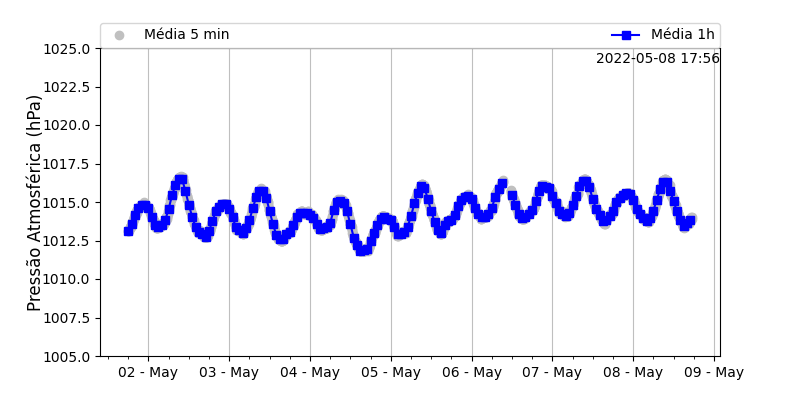 Média 5 min
Média 1h
2022-05-08 17:56
Pressão Atmosférica (hPa)
1025.0
1022.5
1020.0
1017.5
1015.0
1012.5
1010.0
1007.5
1005.0
02 - May
03 - May
04 - May
05 - May
06 - May
07 - May
08 - May
09 - May